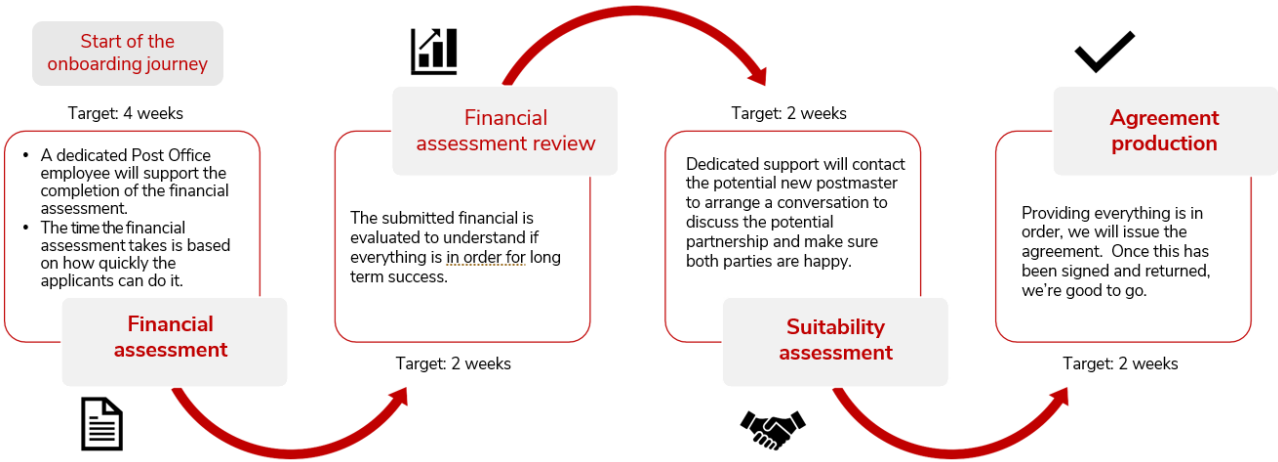 Start of the
onboarding journey
Target: 4 weeks
• A dedicated Post Office
employee will support the
completion of the financial
assessment.
• The time the financial
assessment takes is based
on how quickly the
applicants can do it.
Financial
assessment
Financial
assessment review
The submitted financial is
evaluated to understand if
everything is in order for long
term success.
Target: 2 weeks
Target: 2 weeks
Dedicated support will contact
the potential new postmaster
to arrange a conversation to
discuss the potential
partnership and make sure
both parties are happy.
Suitability
assessment
Agreement
production
Providing everything is in
order, we will issue the
agreement.  Once this has
been signed and returned,
we’re good to go.
Target: 2 weeks